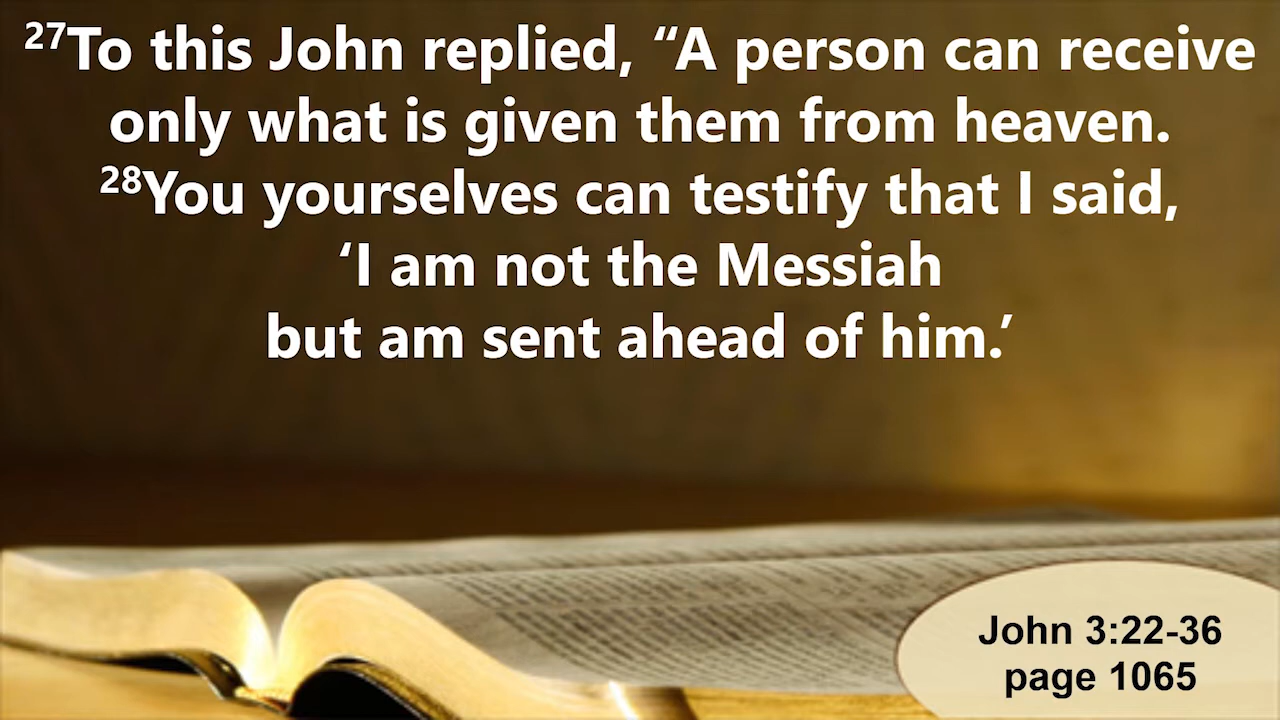 ²⁷To this John replied, “A person can receive
only what is given them from heaven.
²⁸You yourselves can testify that I said,
‘I am not the Messiah
but am sent ahead of him.’
John 3:22-36
page 1065